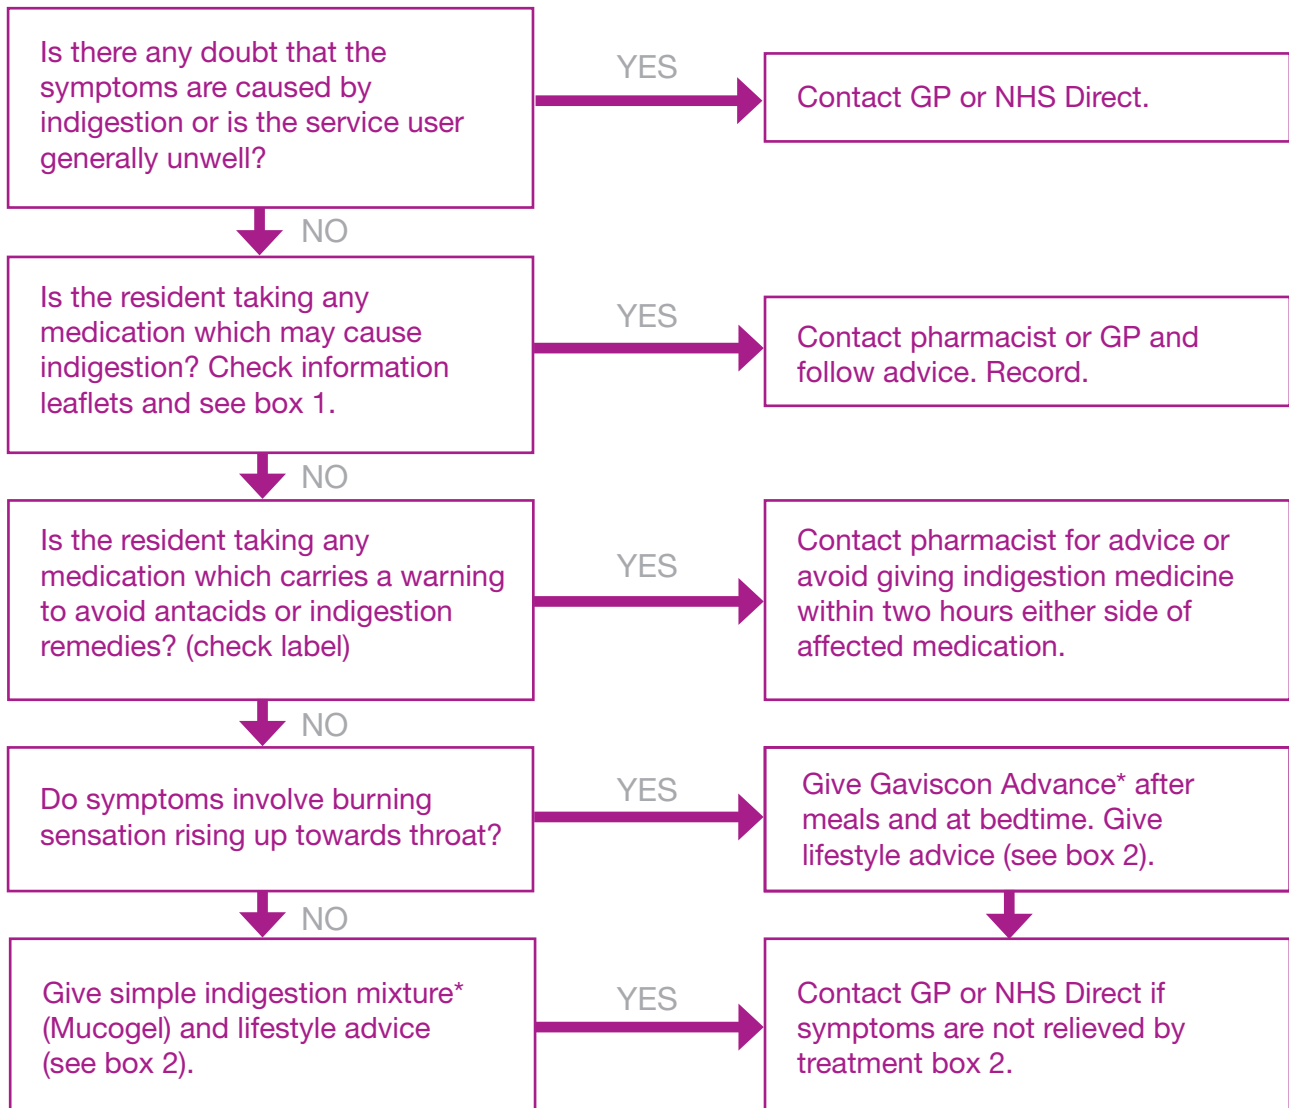 Is there any doubt that the
symptoms are caused by
indigestion or is the service user
generally unwell?
YES
Contact GP or NHS Direct.
NO
Is the resident taking any
medication which may cause
indigestion? Check information
leaflets and see box 1.
YES
Contact pharmacist or GP and
follow advice. Record.
NO
Is the resident taking any
medication which carries a warning
to avoid antacids or indigestion
remedies? (check label)
YES
Contact pharmacist for advice or
avoid giving indigestion medicine
within two hours either side of
affected medication.
NO
Do symptoms involve burning
sensation rising up towards throat?
YES
Give Gaviscon Advance* after
meals and at bedtime. Give
lifestyle advice (see box 2).
NO
Give simple indigestion mixture*
(Mucogel) and lifestyle advice
(see box 2).
YES
Contact GP or NHS Direct if
symptoms are not relieved by
treatment box 2.